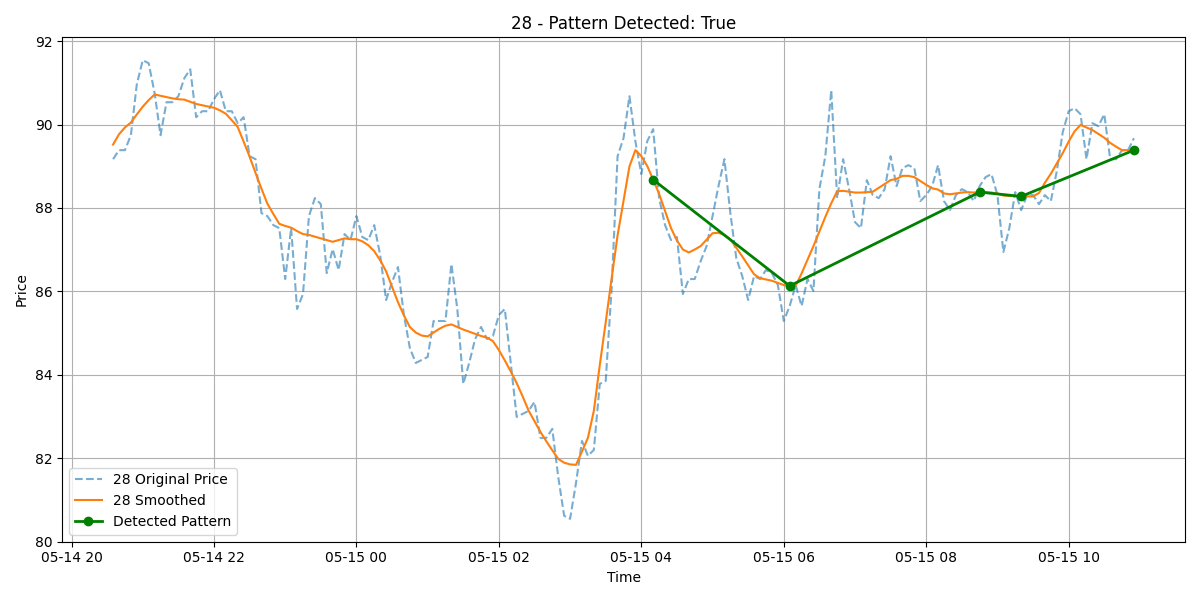 28 - Pattern Detected: True
Price
92
90
88
86
84
82
80
28 Original Price
28 Smoothed
Detected Pattern
05-14 20
05-14 22
05-15 00
05-15 02
05-15 04
05-15 06
05-15 08
05-15 10
Time